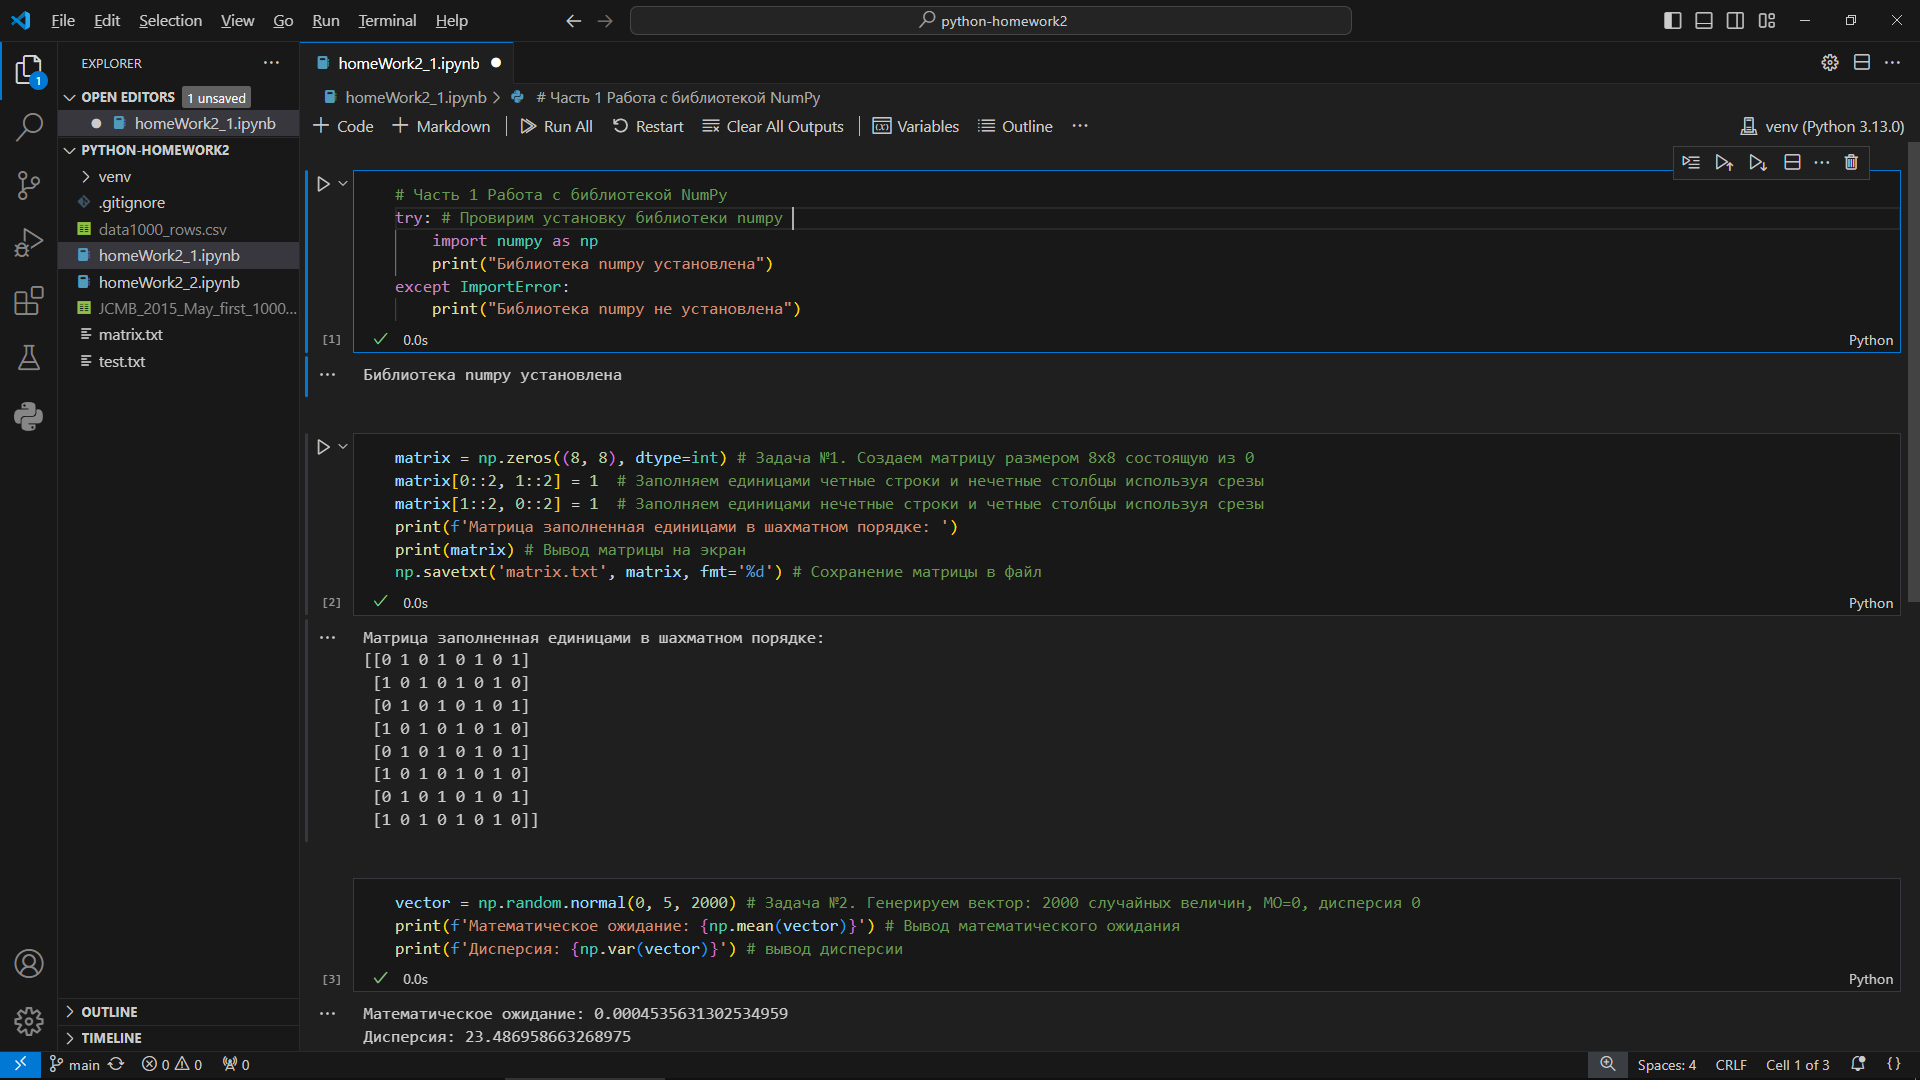 File Edit Selection View Go Run Terminal Help
python-homework2
EXPLORER
1
OPEN EDITORS 1 unsaved
homeWork2_1.ipynb
PYTHON-HOMEWORK2
venv
.gitignore
data1000_rows.csv
homeWork2_1.ipynb
homeWork2_2.ipynb
JCMB_2015_May_first_1000...
matrix.txt
test.txt
OUTLINE
TIMELINE
homeWork2_1.ipynb
homeWork2_1.ipynb > # Часть 1 Работа с библиотекой NumPy
Code Markdown Run All Restart Clear All Outputs Variables Outline ...
venv (Python 3.13.0)
# Часть 1 Работа с библиотекой NumPy
try: # Провирим установку библиотеки numpy
import numpy as np
print("Библиотека numpy установлена")
except ImportError:
print("Библиотека numpy не установлена")
[1] 0.0s Python
Библиотека numpy установлена
matrix = np.zeros((8, 8), dtype=int) # Задача №1. Создаем матрицу размером 8x8 состоящую из 0
matrix[0::2, 1::2] = 1 # Заполняем единицами четные строки и нечетные столбцы используя срезы
matrix[1::2, 0::2] = 1 # Заполняем единицами нечетные строки и четные столбцы используя срезы
print(f'Матрица заполненная единицами в шахматном порядке: ')
print(matrix) # Вывод матрицы на экран
np.savetxt('matrix.txt', matrix, fmt='%d') # Сохранение матрицы в файл
[2] 0.0s Python
Матрица заполненная единицами в шахматном порядке:
[[0 1 0 1 0 1 0 1]
[1 0 1 0 1 0 1 0]
[0 1 0 1 0 1 0 1]
[1 0 1 0 1 0 1 0]
[0 1 0 1 0 1 0 1]
[1 0 1 0 1 0 1 0]
[0 1 0 1 0 1 0 1]
[1 0 1 0 1 0 1 0]]
vector = np.random.normal(0, 5, 2000) # Задача №2. Генерируем вектор: 2000 случайных величин, МО=0, дисперсия 0
print(f'Математическое ожидание: {np.mean(vector)}') # Вывод математического ожидания
print(f'Дисперсия: {np.var(vector)}') # вывод дисперсии
[3] 0.0s Python
Математическое ожидание: 0.0004535631302534959
Дисперсия: 23.486958663268975
main 0 0 0
Spaces: 4 CRLF Cell 1 of 3 {}